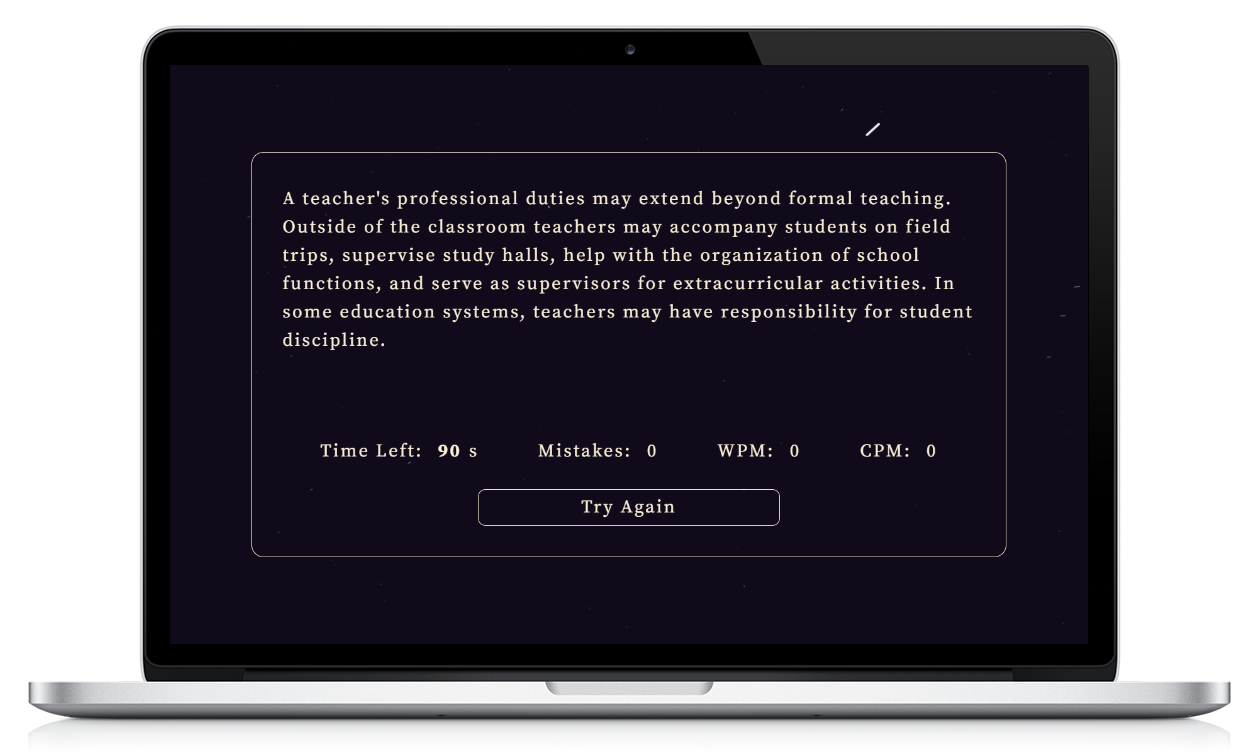 A teacher's professional duties may extend beyond formal teaching.
Outside of the classroom teachers may accompany students on field
trips, supervise study halls, help with the organization of school
functions, and serve as supervisors for extracurricular activities. In
some education systems, teachers may have responsibility for student
discipline.
Time Left: 90 s Mistakes: 0 WPM: 0 CPM: 0
Try Again